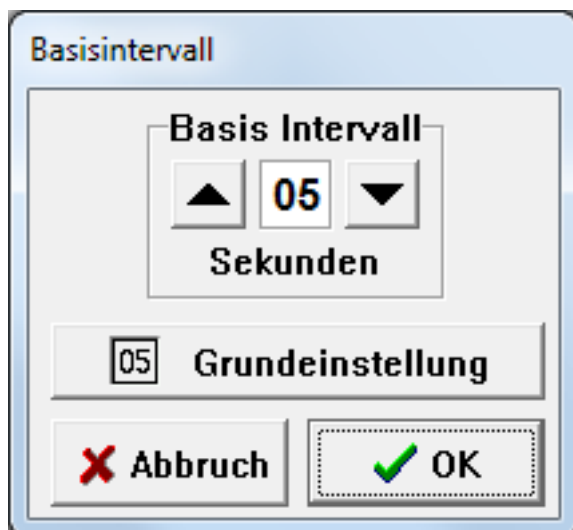 Basisintervall
Basis Intervall
05
Sekunden
05 Grundeinstellung
Abbruch OK